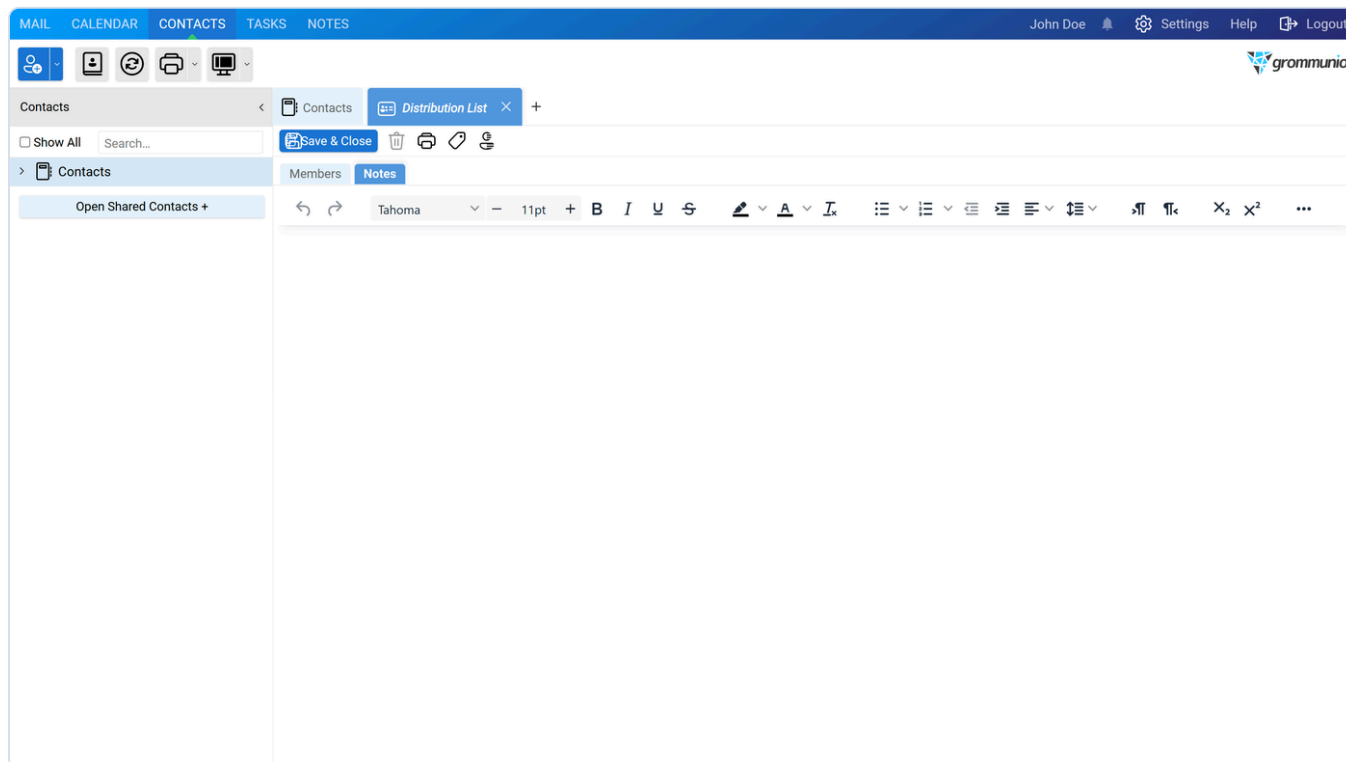 MAIL CALENDAR CONTACTS TASKS NOTES John Doe Settings Help Logout
grommunio
Contacts Contacts Distribution List
Show All Search... Save & Close
Contacts Members Notes
Open Shared Contacts + Tahoma 11pt